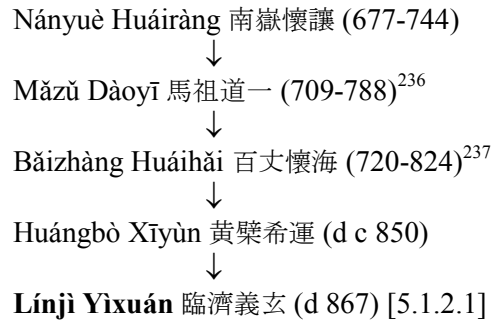 Nányuè Huáiràng 南嶽懷讓 (677-744)
↓
Mǎzǔ Dàoyī 馬祖道一 (709-788)236
↓
Bǎizhàng Huáihǎi 百丈懷海 (720-824)237
↓
Huángbò Xīyùn 黃檗希運 (d c 850)
↓
Línjì Yìxuán 臨濟義玄 (d 867) [5.1.2.1]